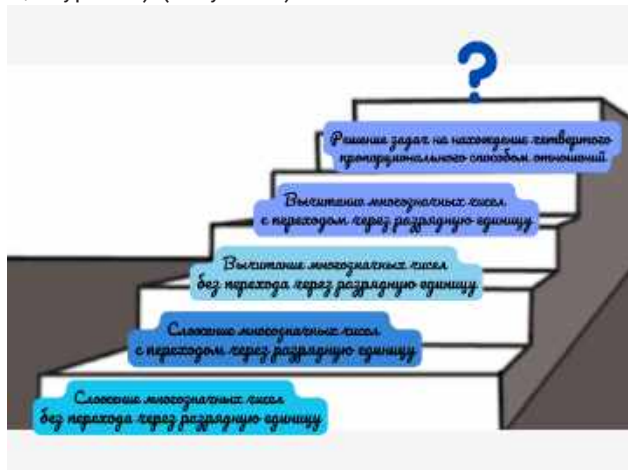 ?
Решение задач на нахождение четвертого
пропорционального способом отношений
Вычитание многозначных чисел
с переходом через разрядную единицу
Вычитание многозначных чисел
без перехода через разрядную единицу
Сложение многозначных чисел
с переходом через разрядную единицу
Сложение многозначных чисел
без перехода через разрядную единицу